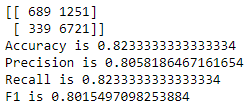 [[ 689 1251]
[ 339 6721]]
Accuracy is 0.8233333333333334
Precision is 0.8058186467161654
Recall is 0.8233333333333334
F1 is 0.8015497098253884